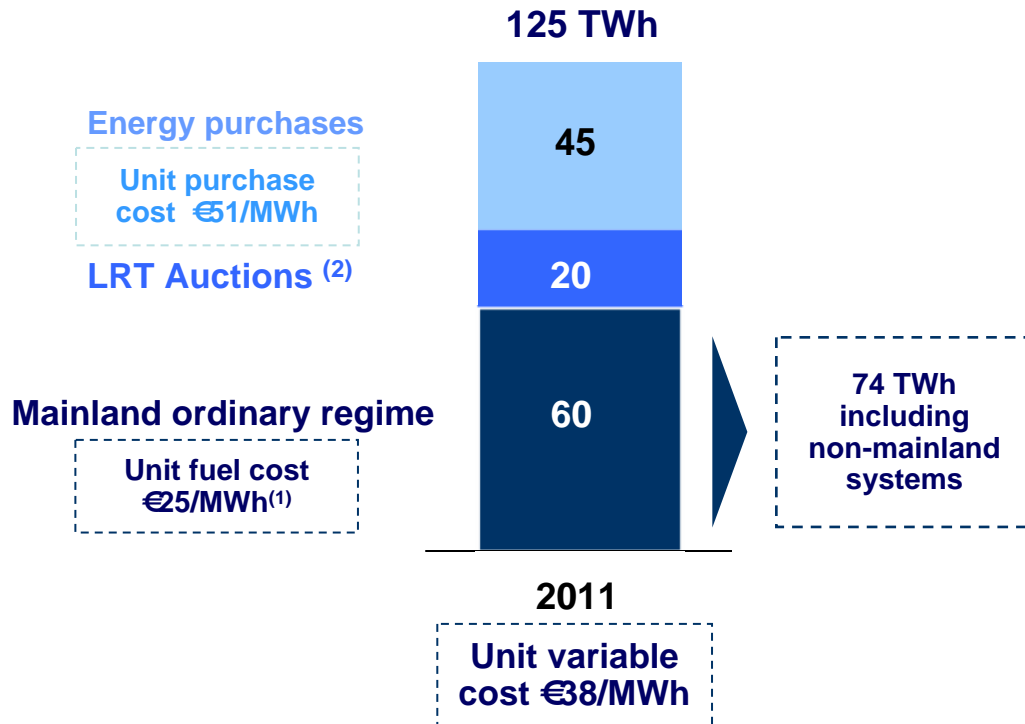 125 TWh
Energy purchases
45
Unit purchase
cost €51/MWh
LRT Auctions (2)
20
Mainland ordinary regime
60
Unit fuel cost
€25/MWh(1)
74 TWh
including
non-mainland
systems
2011
Unit variable
cost €38/MWh